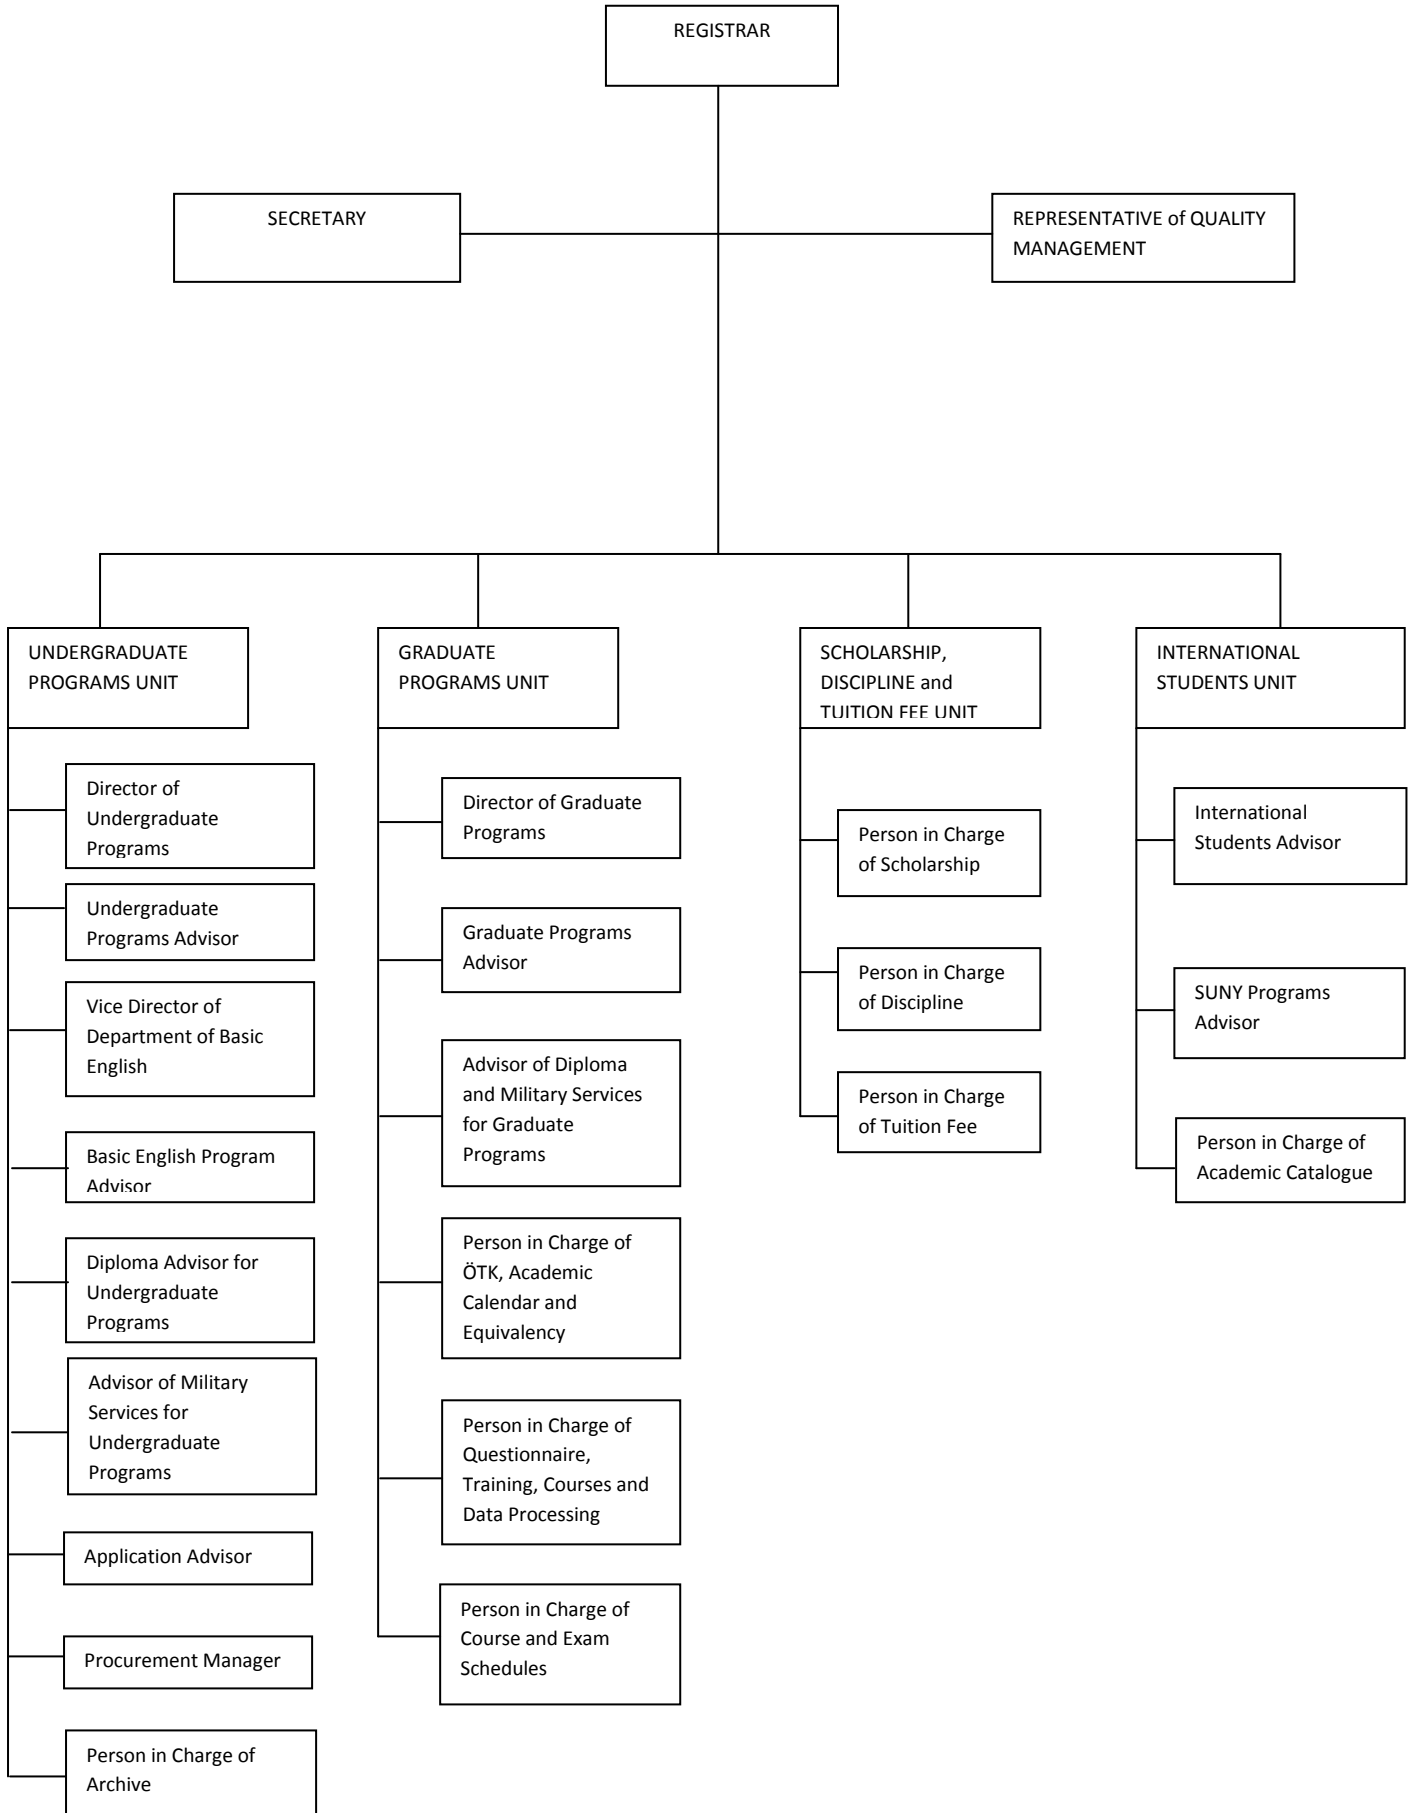 REGISTRAR
SECRETARY
REPRESENTATIVE of QUALITY
MANAGEMENT
UNDERGRADUATE
PROGRAMS UNIT
Director of
Undergraduate
Programs
Undergraduate
Programs Advisor
Vice Director of
Department of Basic
English
Basic English Program
Advisor
Diploma Advisor for
Undergraduate
Programs
Advisor of Military
Services for
Undergraduate
Programs
Application Advisor
Procurement Manager
Person in Charge of
Archive
GRADUATE
PROGRAMS UNIT
Director of Graduate
Programs
Graduate Programs
Advisor
Advisor of Diploma
and Military Services
for Graduate
Programs
Person in Charge of
ÖTK, Academic
Calendar and
Equivalency
Person in Charge of
Questionnaire,
Training, Courses and
Data Processing
Person in Charge of
Course and Exam
Schedules
SCHOLARSHIP,
DISCIPLINE and
TUITION FEE UNIT
Person in Charge
of Scholarship
Person in Charge
of Discipline
Person in Charge
of Tuition Fee
INTERNATIONAL
STUDENTS UNIT
International
Students Advisor
SUNY Programs
Advisor
Person in Charge of
Academic Catalogue